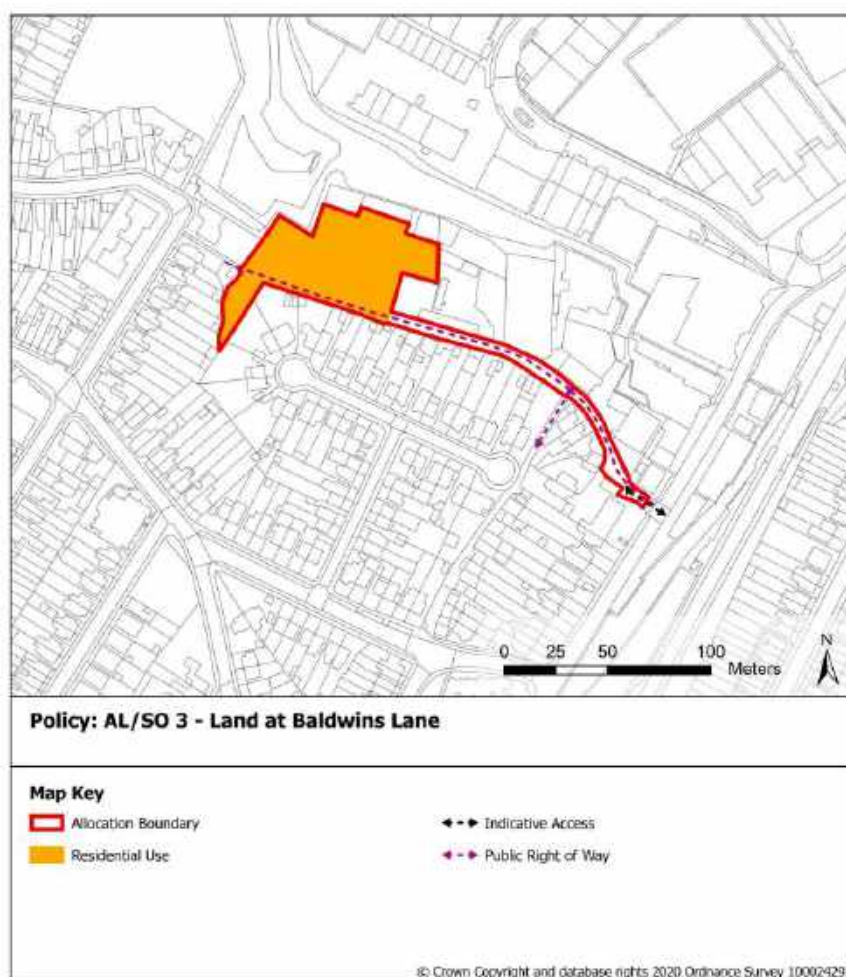 0 25 50 100
Meters
N
Policy: AL/SO 3 - Land at Baldwins Lane
Map Key
Allocation Boundary
Indicative Access
Residential Use
Public Right of Way
© Crown Copyright and database rights 2020 Ordnance Survey 10002429